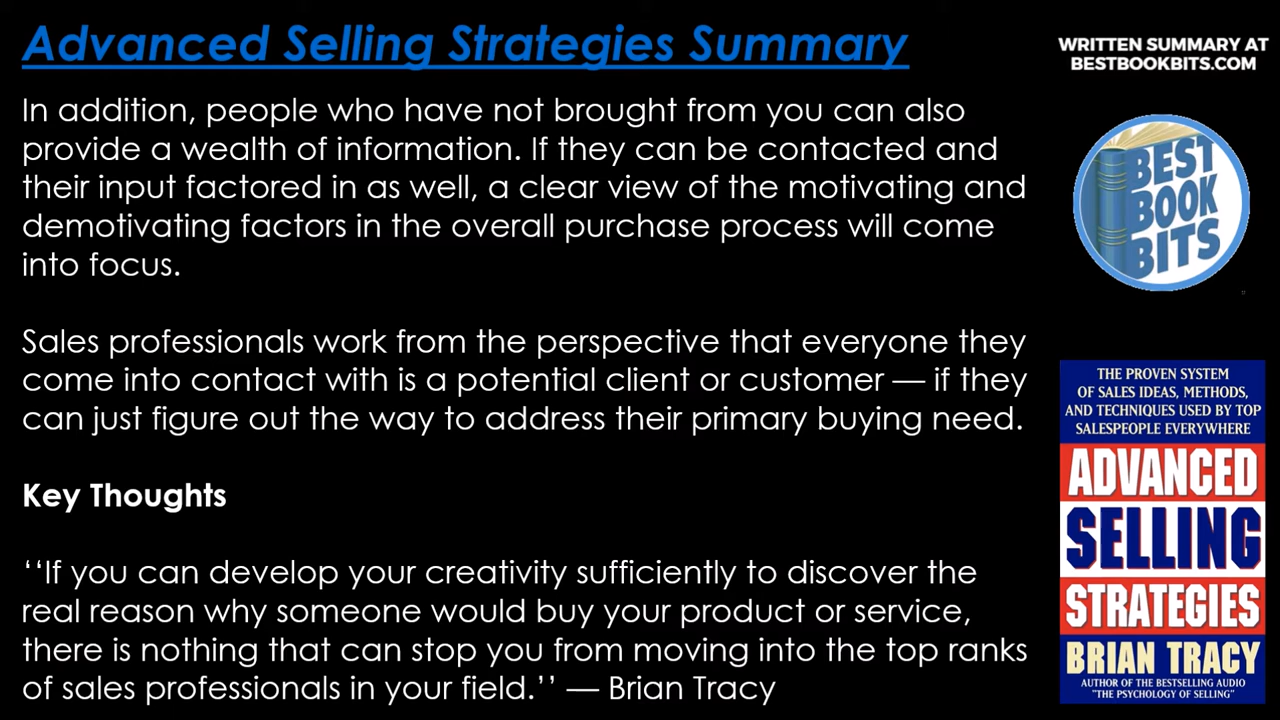 Advanced Selling Strategies Summary
WRITTEN SUMMARY AT
BESTBOOKBITS.COM
In addition, people who have not brought from you can also
provide a wealth of information. If they can be contacted and
their input factored in as well, a clear view of the motivating and
demotivating factors in the overall purchase process will come
into focus.
Sales professionals work from the perspective that everyone they
come into contact with is a potential client or customer — if they
can just figure out the way to address their primary buying need.
Key Thoughts
‘‘If you can develop your creativity sufficiently to discover the
real reason why someone would buy your product or service,
there is nothing that can stop you from moving into the top ranks
of sales professionals in your field.’’ — Brian Tracy
BEST
BOOK
BITS
THE PROVEN SYSTEM
OF SALES IDEAS, METHODS,
AND TECHNIQUES USED BY TOP
SALESPEOPLE EVERYWHERE
ADVANCED
SELLING
STRATEGIES
BRIAN TRACY
AUTHOR OF THE BESTSELLING AUDIO
"THE PSYCHOLOGY OF SELLING"